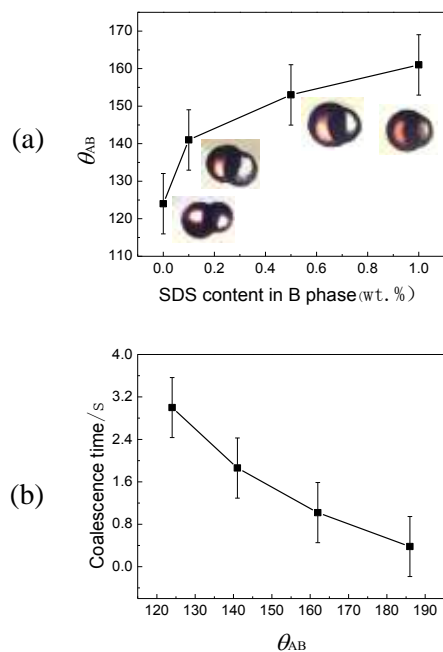 (a)
θAB
170
160
150
140
130
120
110
0.0 0.2 0.4 0.6 0.8 1.0
SDS content in B phase(wt.%)
(b)
Coalescence time/s
4.0
3.2
2.4
1.6
0.8
0.0
120 130 140 150 160 170 180 190
θAB